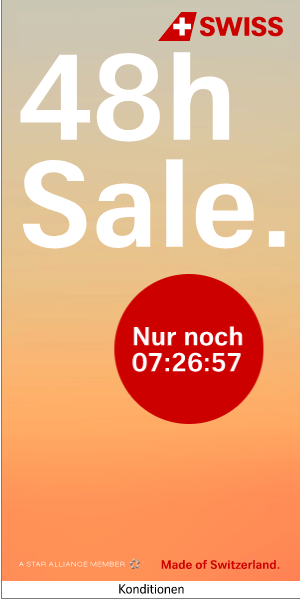 SWISS
48h
Sale.
Nur noch
07:26:57
A STAR ALLIANCE MEMBER
Made of Switzerland.
Konditionen